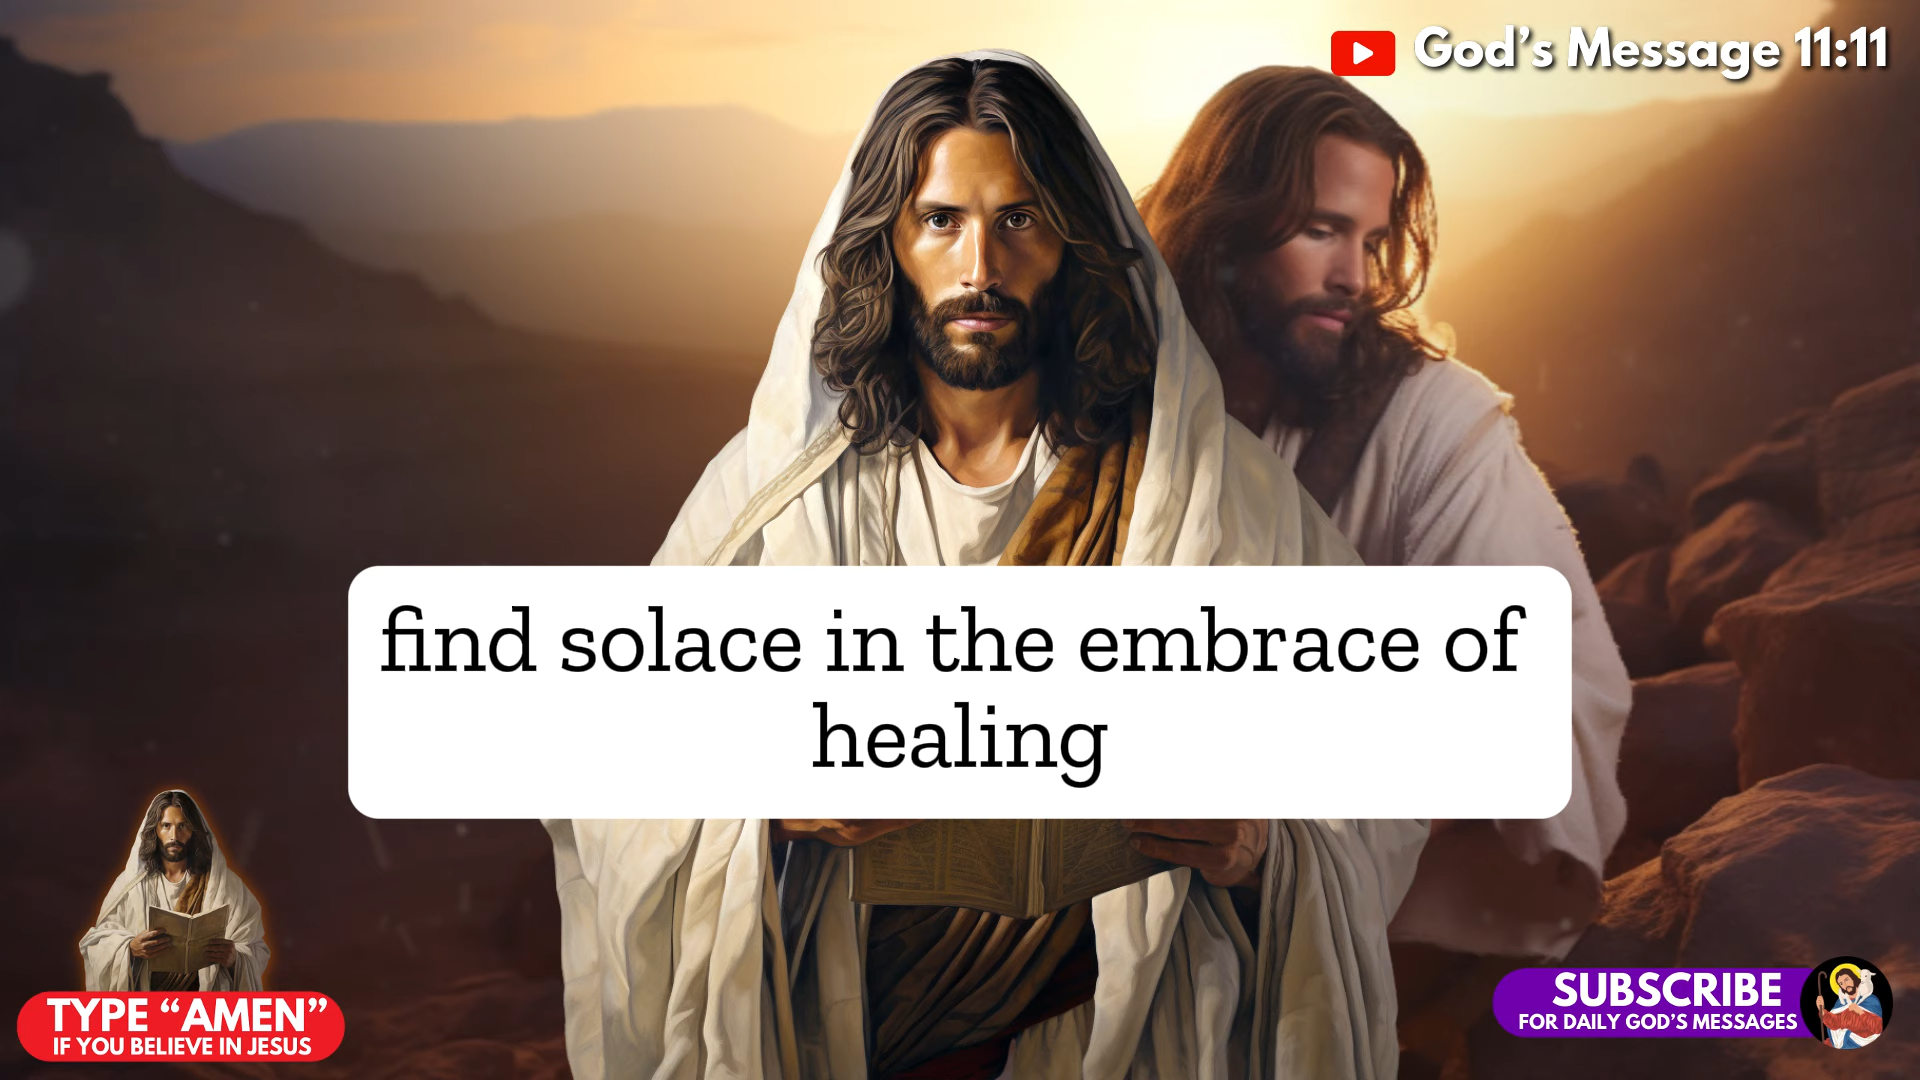 God's Message 11:11
find solace in the embrace of
healing
TYPE “AMEN”
IF YOU BELIEVE IN JESUS
SUBSCRIBE
FOR DAILY GOD'S MESSAGES